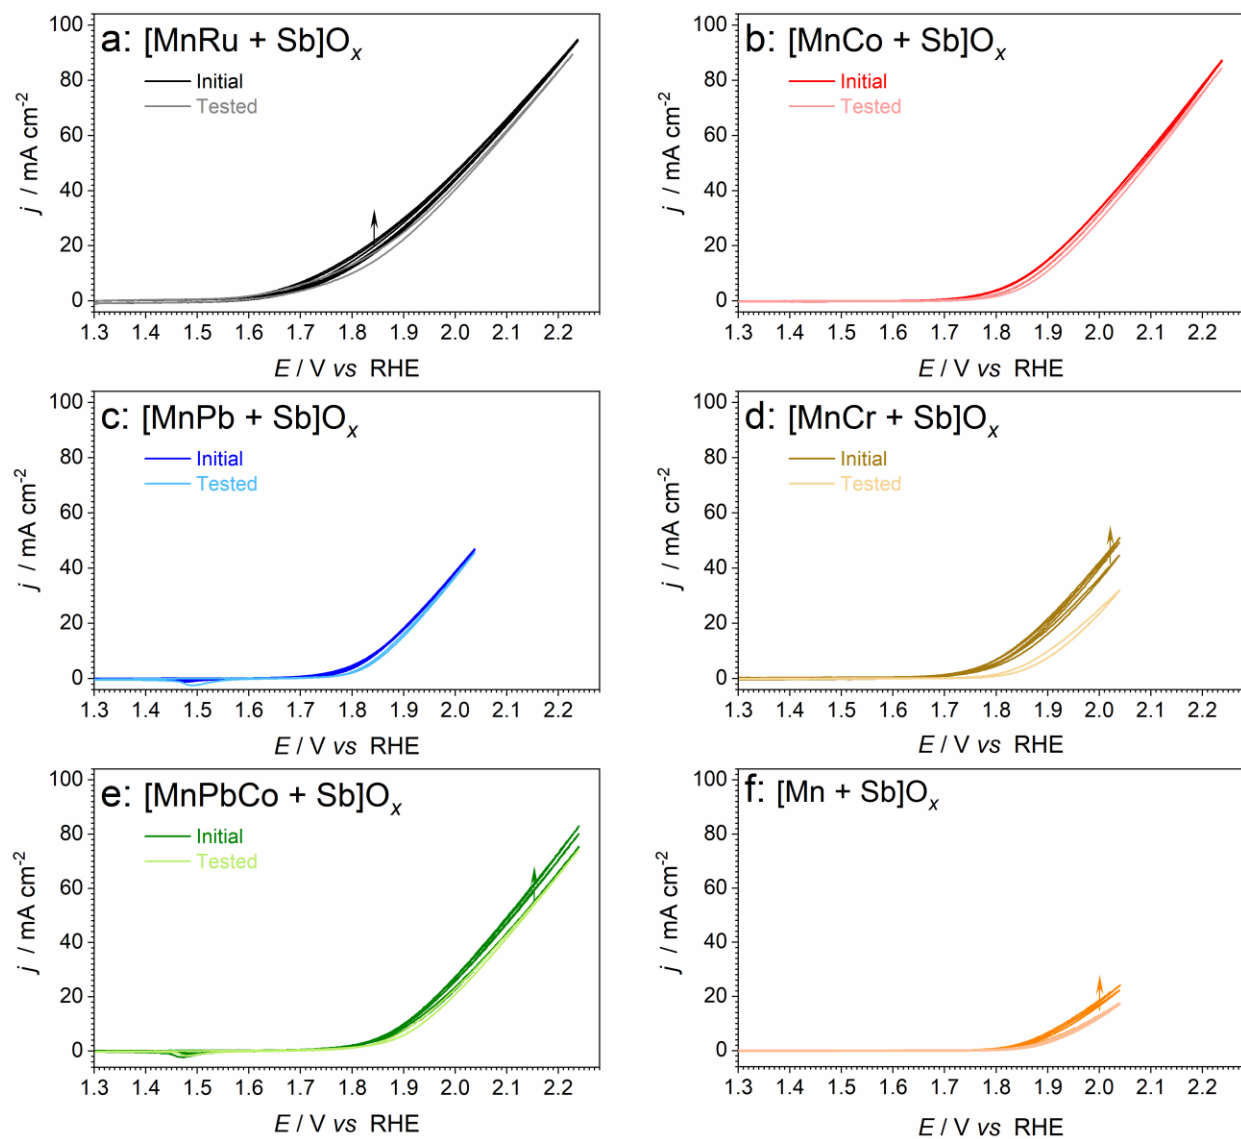 a: [MnRu + Sb]Oₓ
Initial
Tested
100
80
60
40
20
0
j / mA cm⁻²
1.3 1.4 1.5 1.6 1.7 1.8 1.9 2.0 2.1 2.2
E / V vs RHE
b: [MnCo + Sb]Oₓ
Initial
Tested
100
80
60
40
20
0
j / mA cm⁻²
1.3 1.4 1.5 1.6 1.7 1.8 1.9 2.0 2.1 2.2
E / V vs RHE
c: [MnPb + Sb]Oₓ
Initial
Tested
100
80
60
40
20
0
j / mA cm⁻²
1.3 1.4 1.5 1.6 1.7 1.8 1.9 2.0 2.1 2.2
E / V vs RHE
d: [MnCr + Sb]Oₓ
Initial
Tested
100
80
60
40
20
0
j / mA cm⁻²
1.3 1.4 1.5 1.6 1.7 1.8 1.9 2.0 2.1 2.2
E / V vs RHE
e: [MnPbCo + Sb]Oₓ
Initial
Tested
100
80
60
40
20
0
j / mA cm⁻²
1.3 1.4 1.5 1.6 1.7 1.8 1.9 2.0 2.1 2.2
E / V vs RHE
f: [Mn + Sb]Oₓ
100
80
60
40
20
0
j / mA cm⁻²
1.3 1.4 1.5 1.6 1.7 1.8 1.9 2.0 2.1 2.2
E / V vs RHE